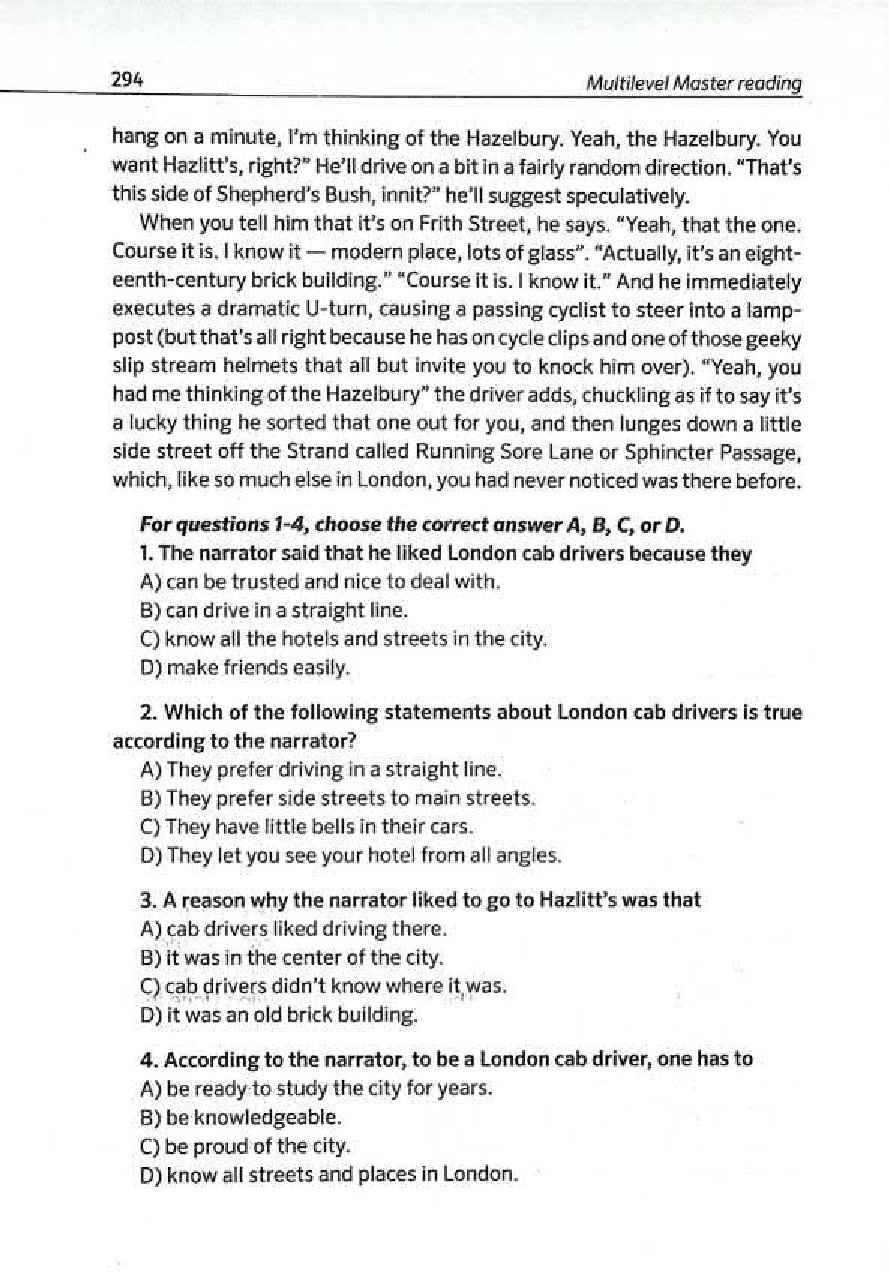 294
Multilevel Master reading
hang on a minute, I'm thinking of the Hazelbury. Yeah, the Hazelbury. You
want Hazlitt's, right?" He'll drive on a bit in a fairly random direction. "That's
this side of Shepherd's Bush, innit?" he'll suggest speculatively.
When you tell him that it's on Frith Street, he says. "Yeah, that the one.
Course it is. I know it — modern place, lots of glass". "Actually, it's an eight-
eenth-century brick building." "Course it is. I know it." And he immediately
executes a dramatic U-turn, causing a passing cyclist to steer into a lamp-
post (but that's all right because he has on cycle clips and one of those geeky
slip stream helmets that all but invite you to knock him over). "Yeah, you
had me thinking of the Hazelbury" the driver adds, chuckling as if to say it's
a lucky thing he sorted that one out for you, and then lunges down a little
side street off the Strand called Running Sore Lane or Sphincter Passage,
which, like so much else in London, you had never noticed was there before.
For questions 1-4, choose the correct answer A, B, C, or D.
1. The narrator said that he liked London cab drivers because they
A) can be trusted and nice to deal with.
B) can drive in a straight line.
C) know all the hotels and streets in the city.
D) make friends easily.
2. Which of the following statements about London cab drivers is true
according to the narrator?
A) They prefer driving in a straight line.
B) They prefer side streets to main streets.
C) They have little bells in their cars.
D) They let you see your hotel from all angles.
3. A reason why the narrator liked to go to Hazlitt's was that
A) cab drivers liked driving there.
B) it was in the center of the city.
C) cab drivers didn't know where it was.
D) it was an old brick building.
4. According to the narrator, to be a London cab driver, one has to
A) be ready to study the city for years.
B) be knowledgeable.
C) be proud of the city.
D) know all streets and places in London.